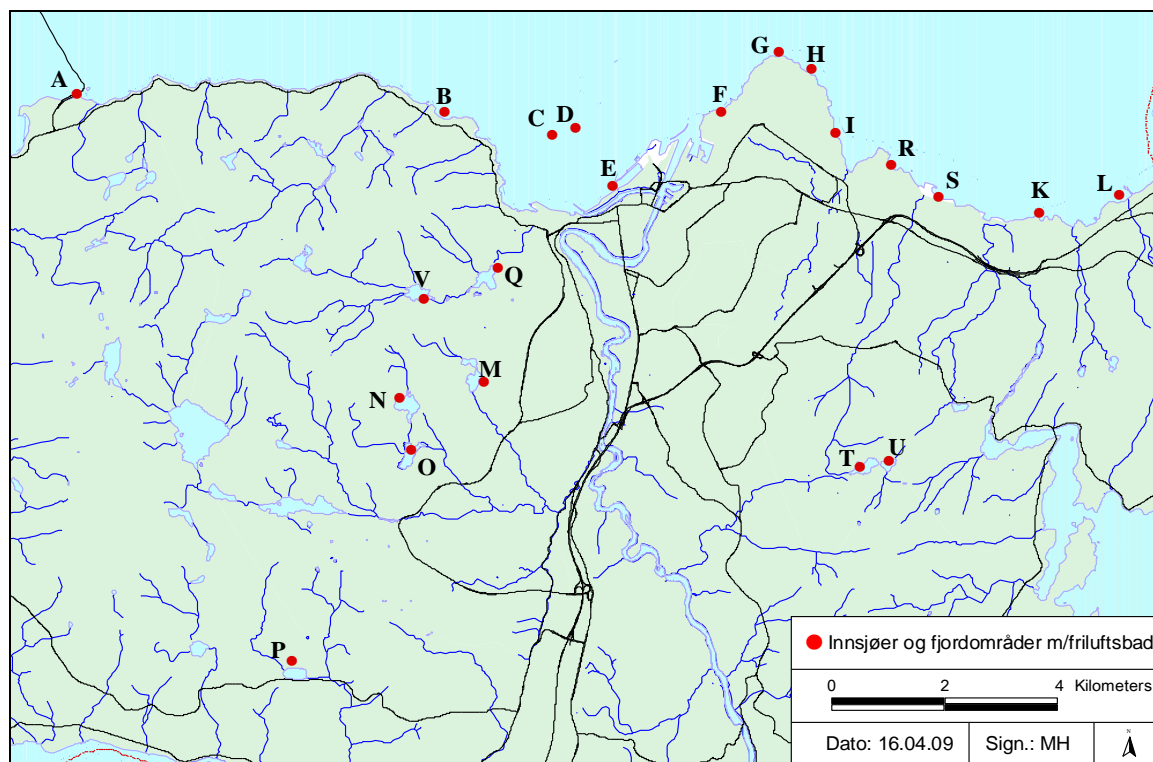 G
H
A
B
F
C
D
I
R
E
S
K
L
Q
V
M
N
O
T
U
P
Innsjøer og fjordområder m/friluftsbad
0 2 4 Kilometers
Dato: 16.04.09 Sign.: MH N